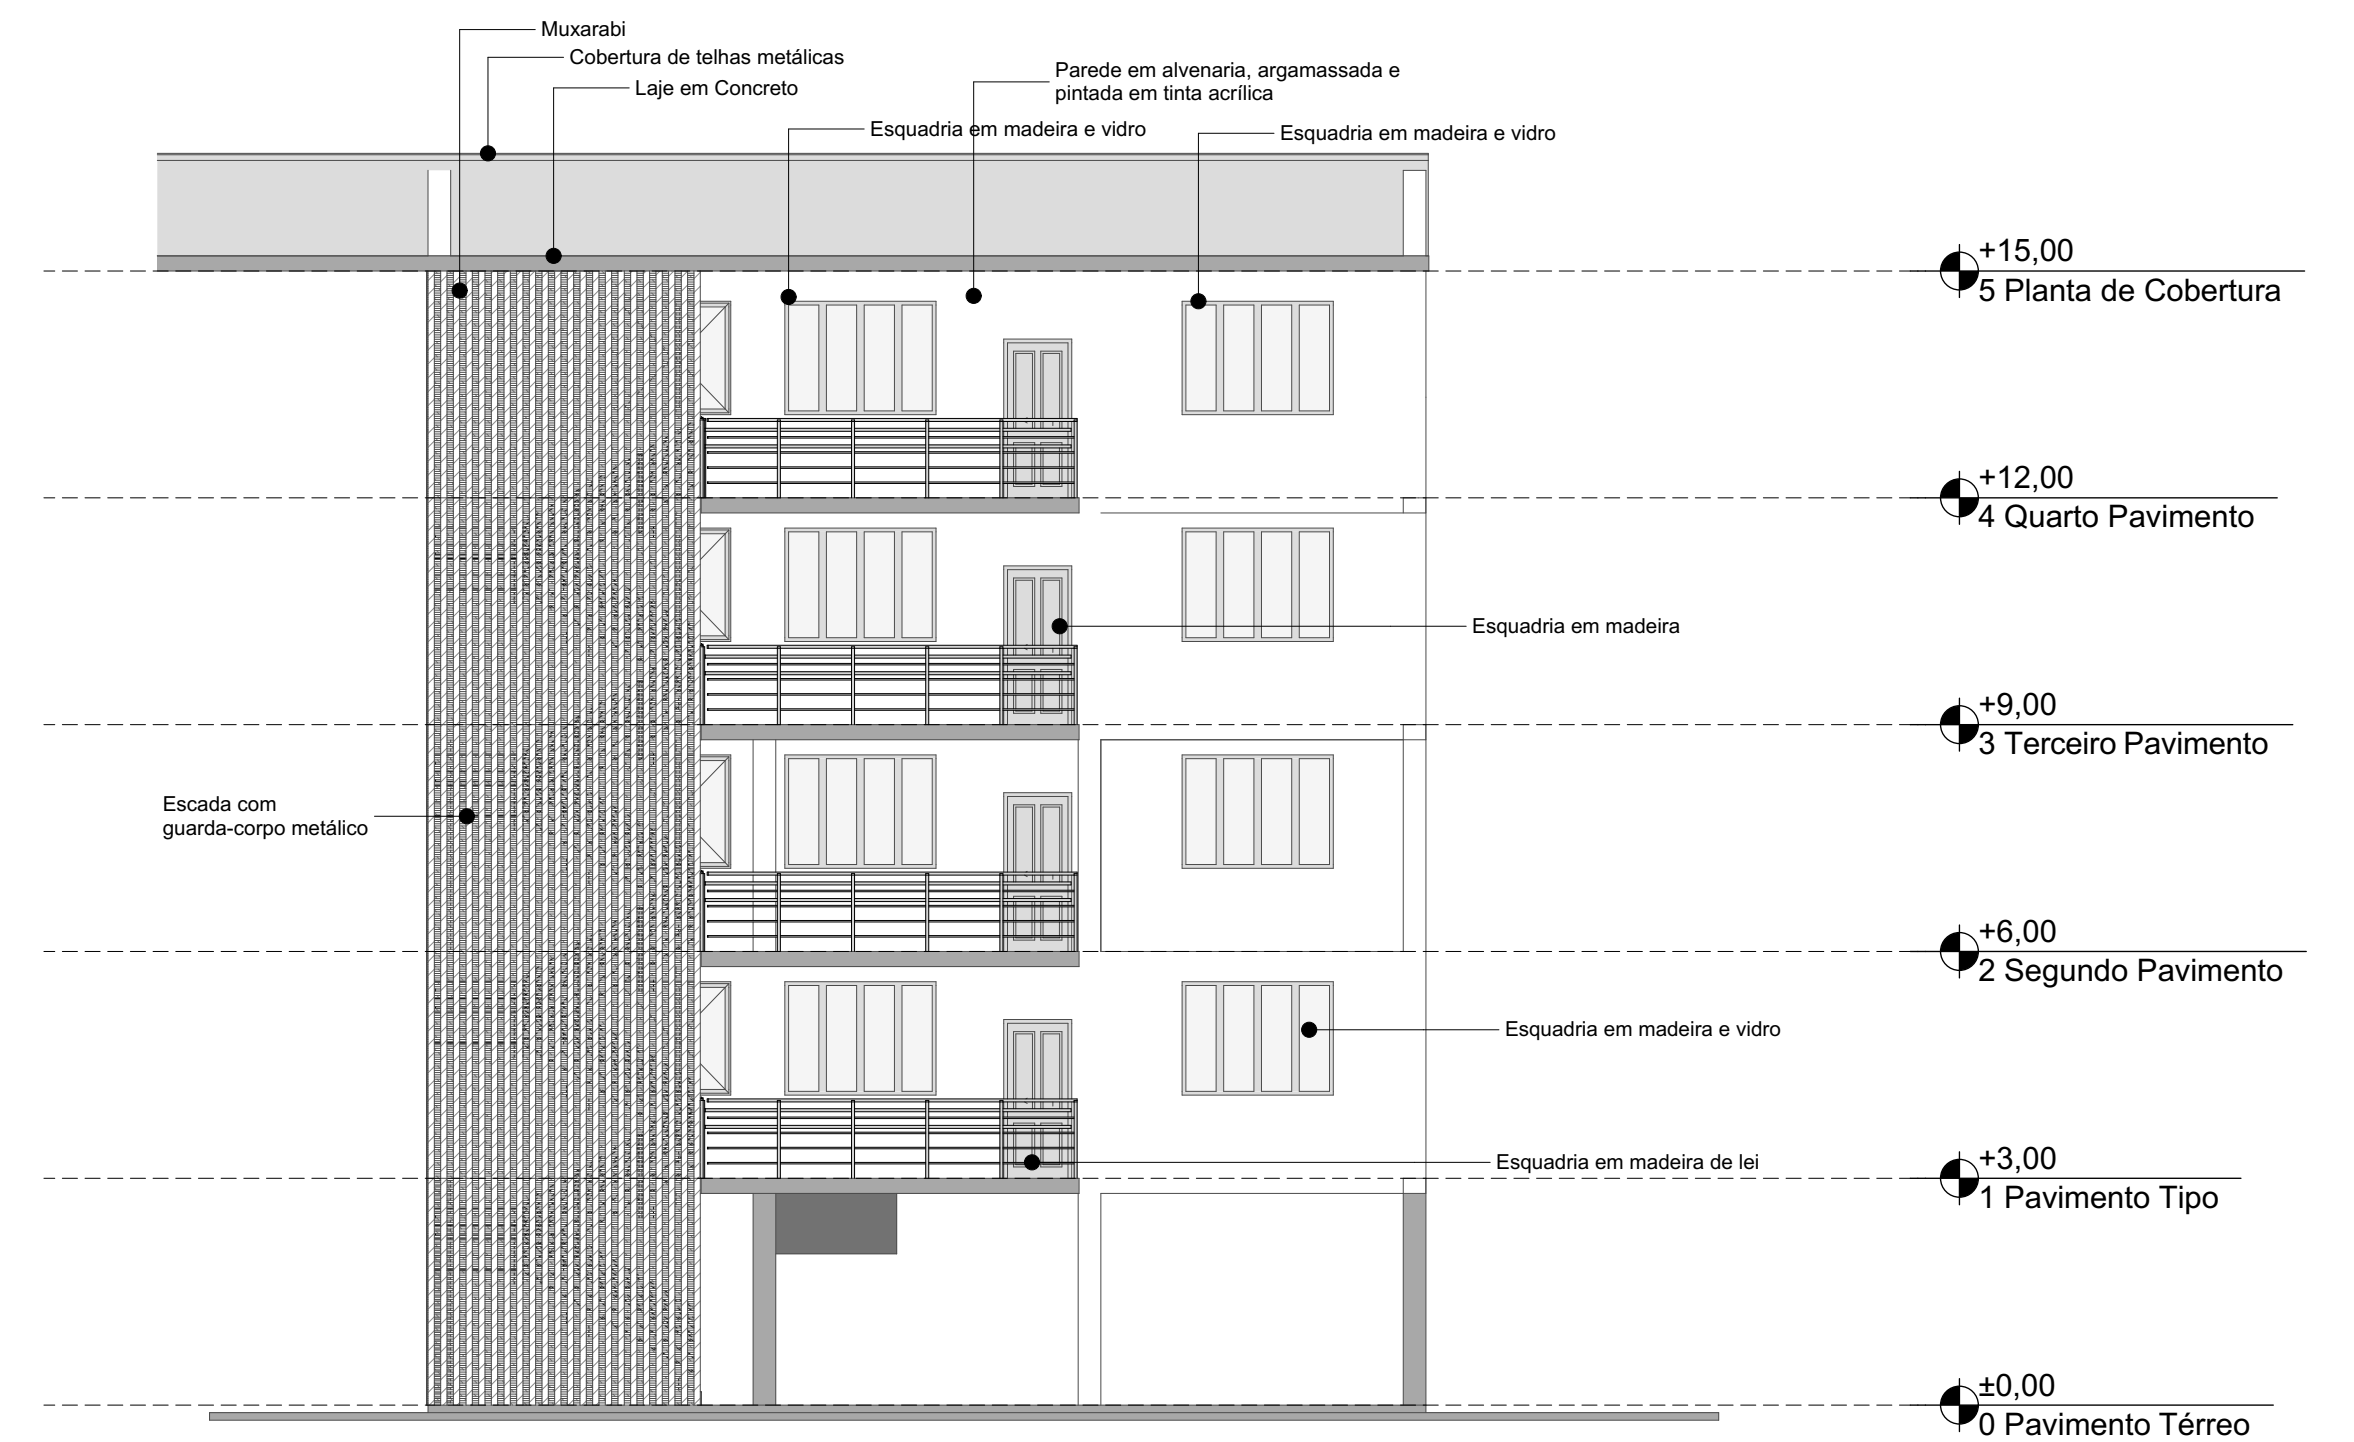 Muxarabi
Cobertura de telhas metálicas
Laje em Concreto
Parede em alvenaria, argamassada e
pintada em tinta acrílica
Esquadria em madeira e vidro
Esquadria em madeira e vidro
+15,00
5 Planta de Cobertura
+12,00
4 Quarto Pavimento
Esquadria em madeira
+9,00
3 Terceiro Pavimento
Escada com
guarda-corpo metálico
+6,00
2 Segundo Pavimento
Esquadria em madeira e vidro
Esquadria em madeira de lei
+3,00
1 Pavimento Tipo
±0,00
0 Pavimento Térreo